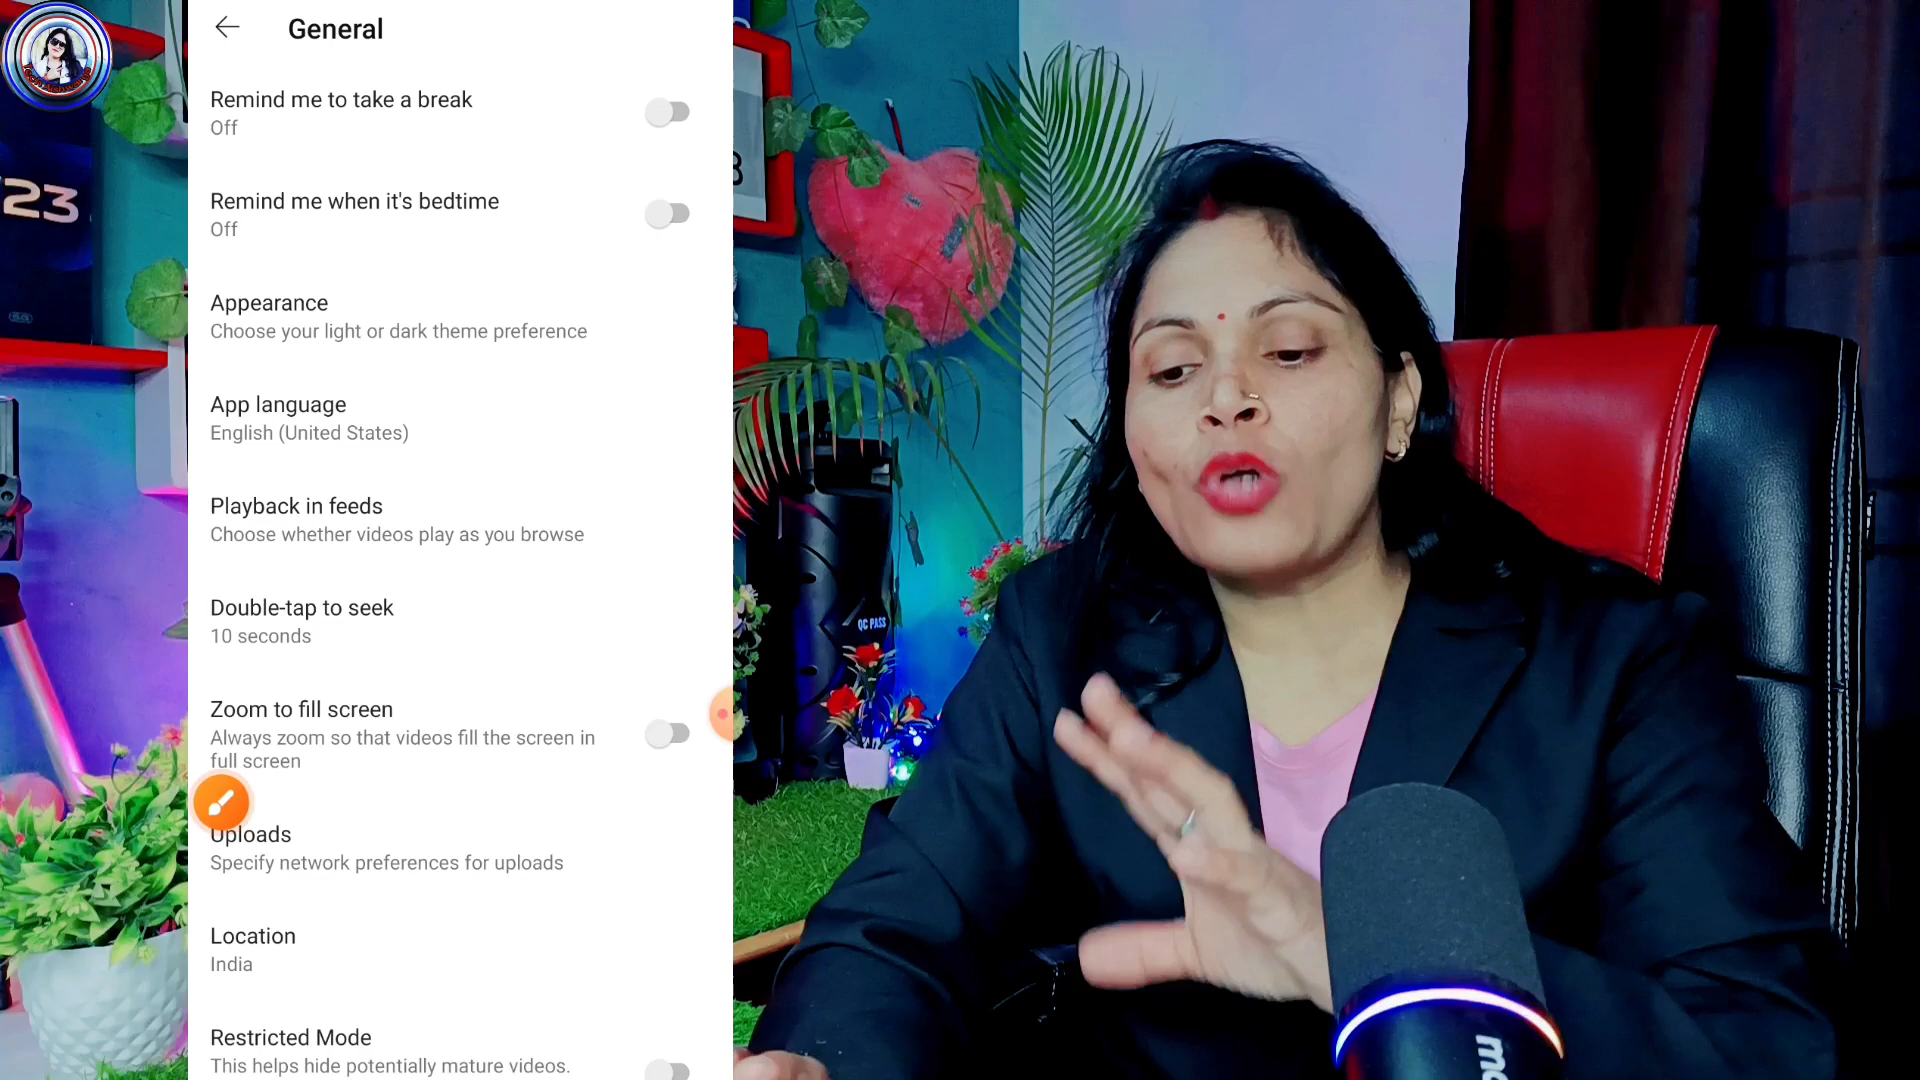 General
Remind me to take a break
Off
Remind me when it's bedtime
Off
Appearance
Choose your light or dark theme preference
App language
English (United States)
Playback in feeds
Choose whether videos play as you browse
Double-tap to seek
10 seconds
Zoom to fill screen
Always zoom so that videos fill the screen in
full screen
Uploads
Specify network preferences for uploads
Location
India
Restricted Mode
This helps hide potentially mature videos.
23
QC PASS